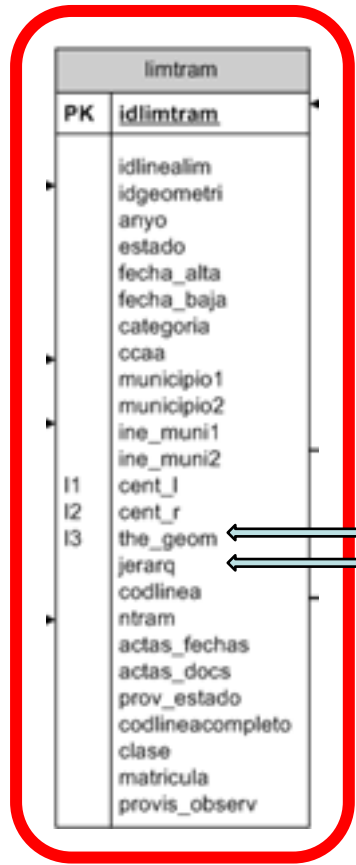 limtram
PK idlimtram
idlinealim
idgeometri
anyo
estado
fecha_alta
fecha_baja
categoria
ccaa
municipio1
municipio2
ine_muni1
ine_muni2
I1 cent_l
I2 cent_r
I3 the_geom
jerarq
codlinea
ntram
actas_fechas
actas_docs
prov_estado
codlineacompleto
clase
matricula
provis_observ